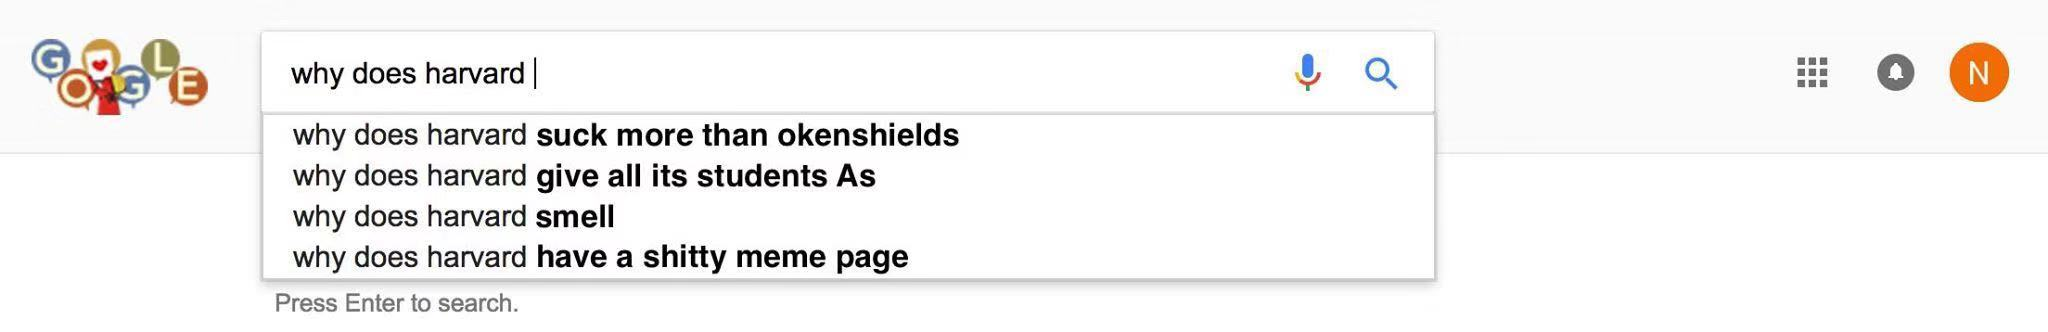 GOOGLE
why does harvard
N
why does harvard suck more than okenshields
why does harvard give all its students As
why does harvard smell
why does harvard have a shitty meme page
Press Enter to search.